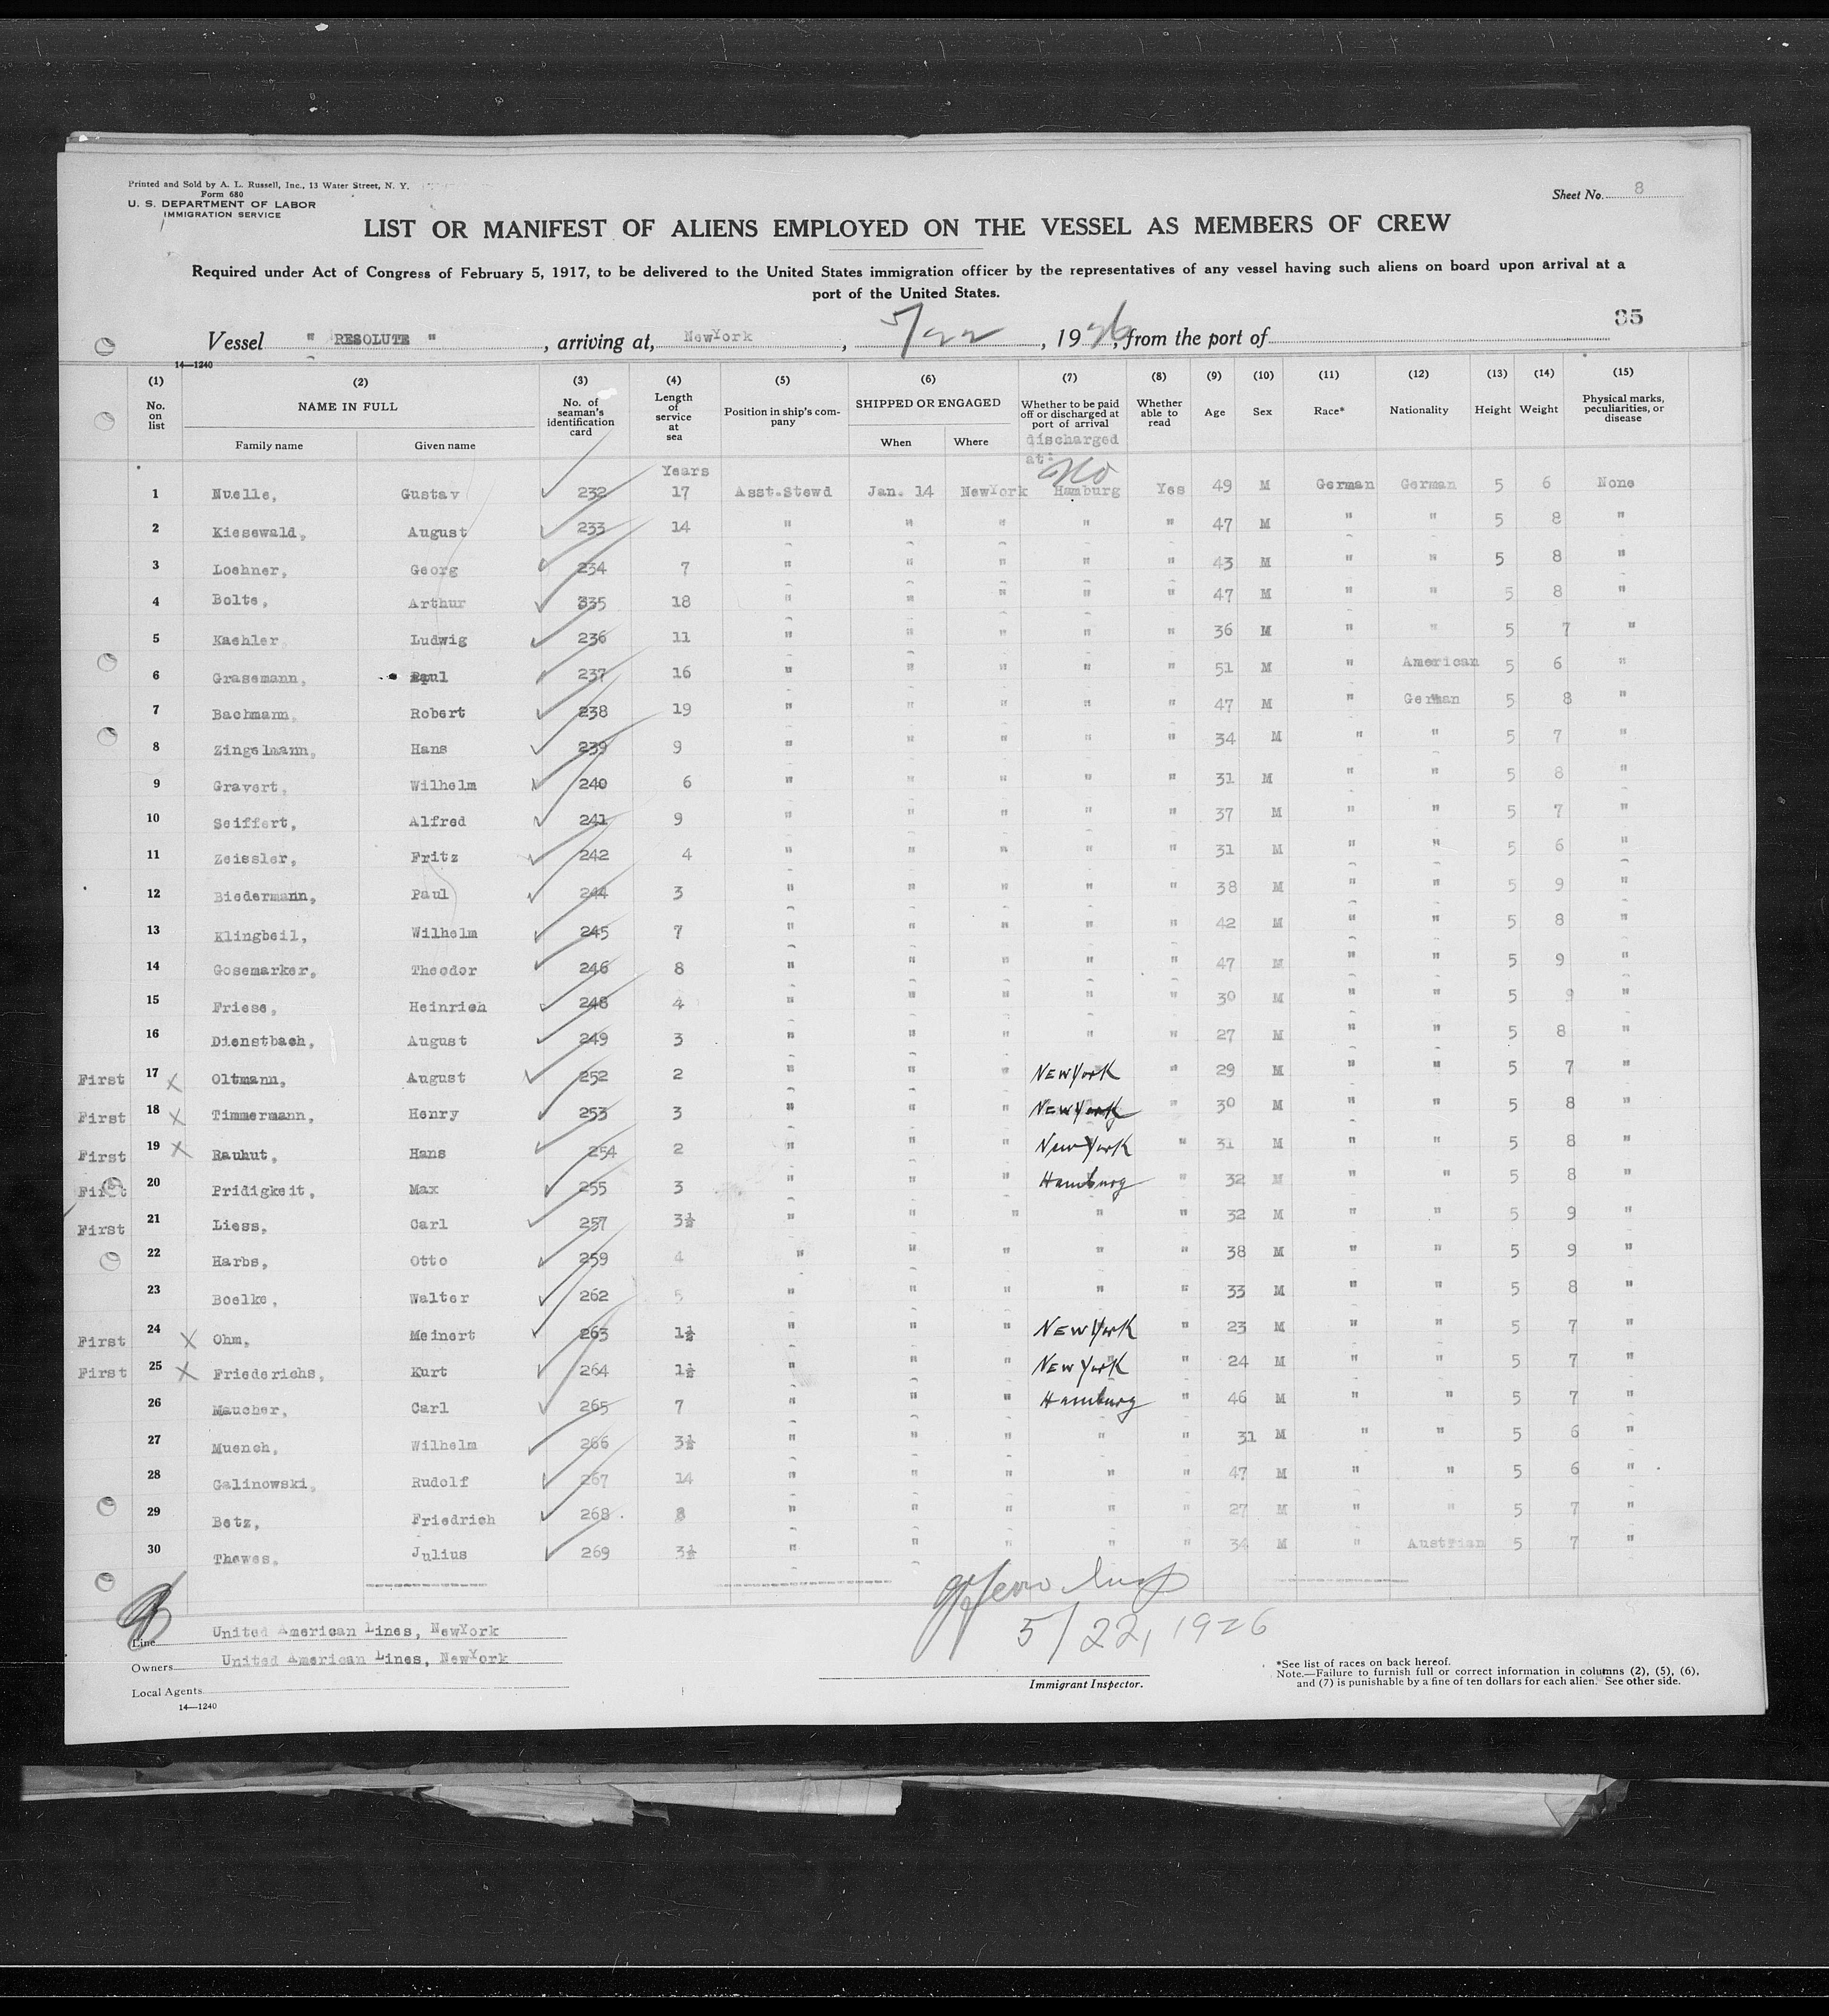 Printed and Sold by A. L. Russell, Inc., 13 Water Street, N. Y.
Form 680
U. S. DEPARTMENT OF LABOR
IMMIGRATION SERVICE
Sheet No. 8
LIST OR MANIFEST OF ALIENS EMPLOYED ON THE VESSEL AS MEMBERS OF CREW
Required under Act of Congress of February 5, 1917, to be delivered to the United States immigration officer by the representatives of any vessel having such aliens on board upon arrival at a
port of the United States.
35
Vessel " RESOLUTE " , arriving at, NewYork , 5/22 , 1926, from the port of
14—1240
(1) (2) (3) (4) (5) (6) (7) (8) (9) (10) (11) (12) (13) (14) (15)
No. on list NAME IN FULL Family name Given name No. of seaman's identification card Length of service at sea Position in ship's company SHIPPED OR ENGAGED When Where Whether to be paid off or discharged at port of arrival Whether able to read Age Sex Race* Nationality Height Weight Physical marks, peculiarities, or disease
discharged
Years at: No
1 Nuelle, Gustav 232 17 Asst.Stewd Jan. 14 NewYork Hamburg Yes 49 M German German 5 6 None
2 Kiesewald, August 233 14 " " " " " 47 M " " 5 8 "
3 Loehner, Georg 234 7 " " " " " 43 M " " 5 8 "
4 Bolte, Arthur 335 18 " " " " " 47 M " " 5 8 "
5 Kaehler Ludwig 236 11 " " " " " 36 M " " 5 7 "
6 Grasemann, Paul 237 16 " " " " " 51 M " American 5 6 "
7 Bachmann, Robert 238 19 " " " " " 47 M " German 5 8 "
8 Zingelmann, Hans 239 9 " " " " " 34 M " " 5 7 "
9 Gravert, Wilhelm 240 6 " " " " " 31 M " " 5 8 "
10 Seiffert, Alfred 241 9 " " " " " 37 M " " 5 7 "
11 Zeissler, Fritz 242 4 " " " " " 31 M " " 5 6 "
12 Biedermann, Paul 244 3 " " " " " 38 M " " 5 9 "
13 Klingbeil, Wilhelm 245 7 " " " " " 42 M " " 5 8 "
14 Gosemarker, Theodor 246 8 " " " " " 47 M " " 5 9 "
15 Friese, Heinrich 248 4 " " " " " 30 M " " 5 9 "
16 Dienstbach, August 249 3 " " " " " 27 M " " 5 8 "
First 17 X Oltmann, August 252 2 " " " NEWYORK " 29 M " " 5 7 "
First 18 X Timmermann, Henry 253 3 " " " NEWYORK " 30 M " " 5 8 "
First 19 X Rauhut, Hans 254 2 " " " New York " 31 M " " 5 8 "
First 20 Pridigkeit, Max 255 3 " " " Hamburg " 32 M " " 5 8 "
First 21 Liess, Carl 257 3½ " " " " " 32 M " " 5 9 "
22 Harbs, Otto 259 4 " " " " " 38 M " " 5 9 "
23 Boelke, Walter 262 5 " " " " " 33 M " " 5 8 "
First 24 X Ohm, Meinert 263 1½ " " " NEWYORK " 23 M " " 5 7 "
First 25 X Friederichs, Kurt 264 1½ " " " NEW YORK " 24 M " " 5 7 "
26 Maucher, Carl 265 7 " " " Hamburg " 46 M " " 5 7 "
27 Muench, Wilhelm 266 3½ " " " " " 31 M " " 5 6 "
28 Galinowski, Rudolf 267 14 " " " " " 47 M " " 5 6 "
29 Betz, Friedrich 268 8 " " " " " 27 M " " 5 7 "
30 Thewes, Julius 269 3½ " " " " " 34 M " Austrian 5 7 "
Line United American Lines, NewYork
5/22, 1926
Owners United American Lines, NewYork
Local Agents
Immigrant Inspector.
*See list of races on back hereof.
Note.—Failure to furnish full or correct information in columns (2), (5), (6),
and (7) is punishable by a fine of ten dollars for each alien. See other side.
14—1240